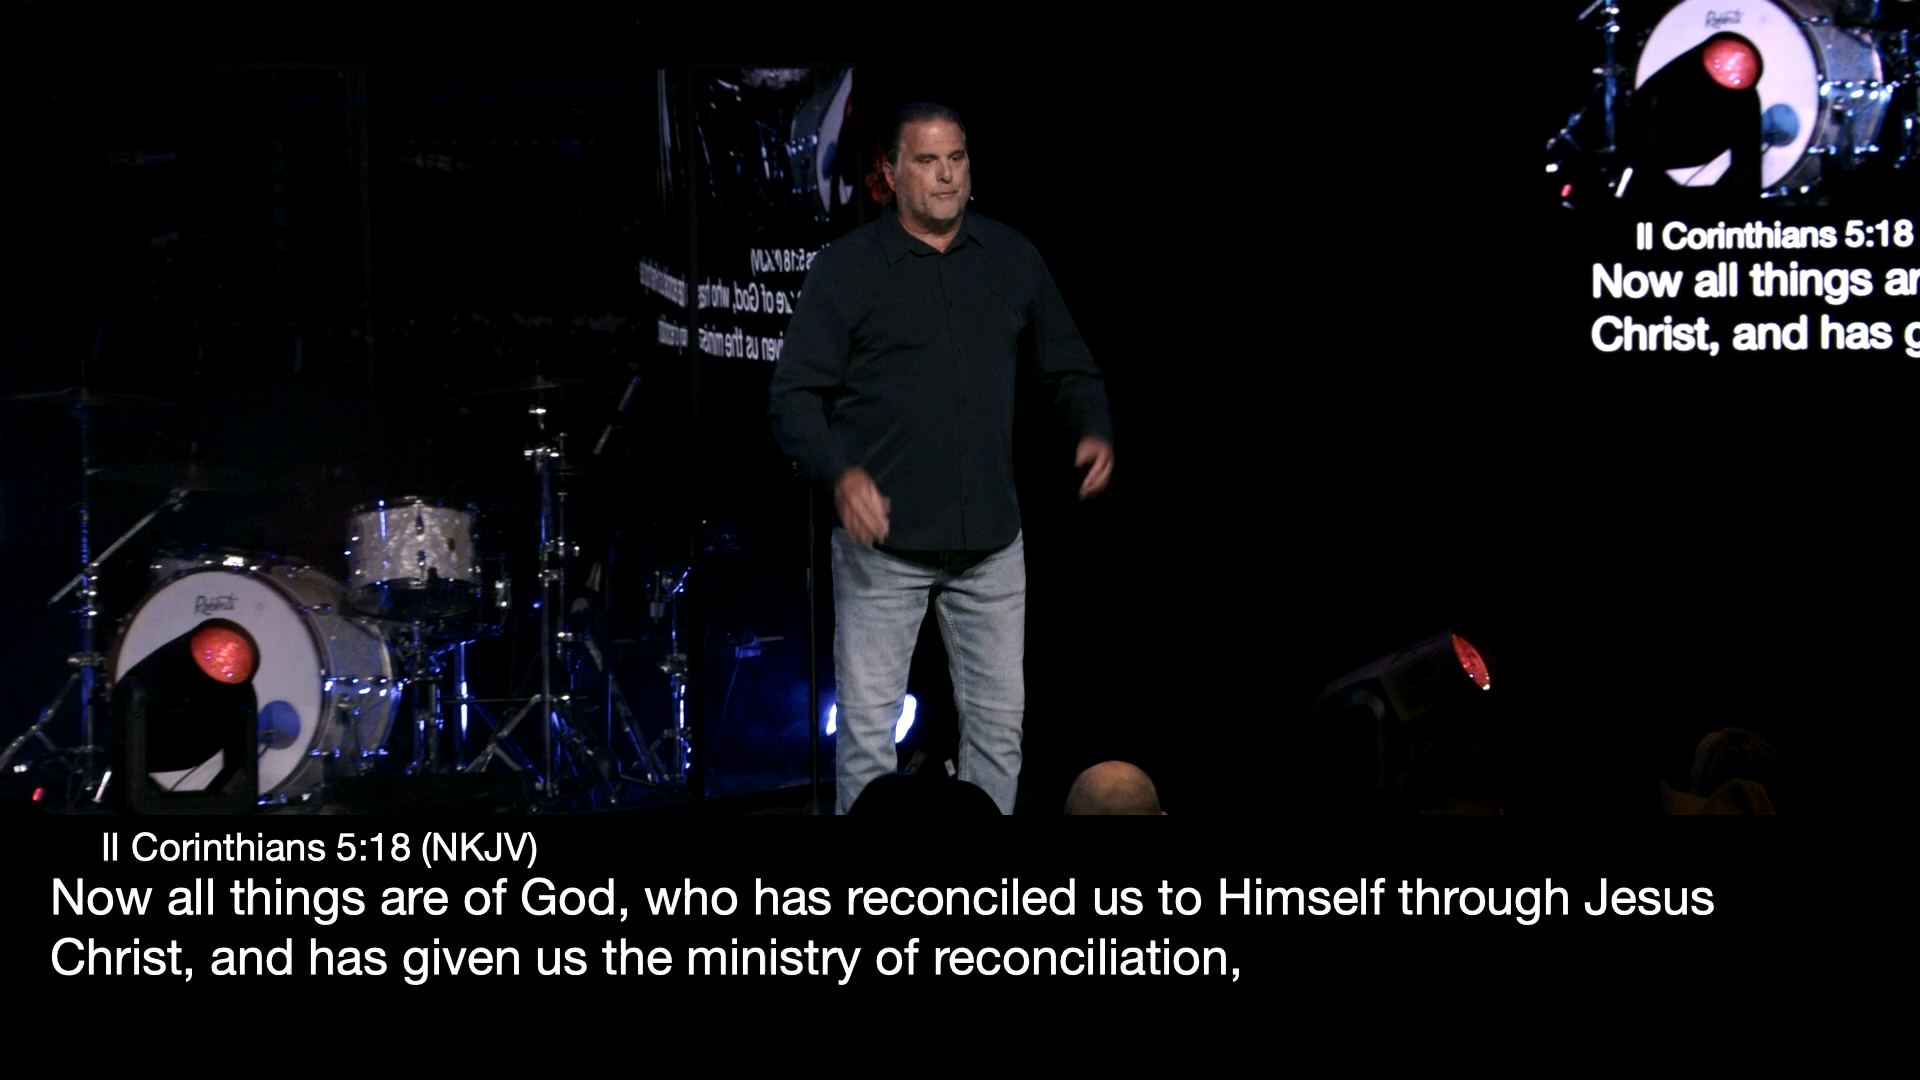 II Corinthians 5:18
Now all things ar
Christ, and has g
Roberts
II Corinthians 5:18 (NKJV)
Now all things are of God, who has reconciled us to Himself through Jesus
Christ, and has given us the ministry of reconciliation,